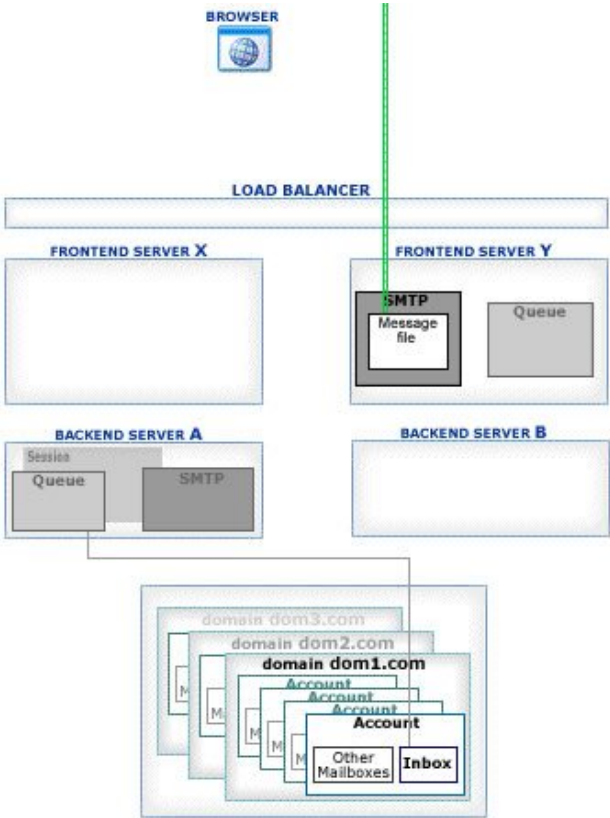 BROWSER
LOAD BALANCER
FRONTEND SERVER X
FRONTEND SERVER Y
SMTP
Message
file
Queue
BACKEND SERVER A
BACKEND SERVER B
Session
Queue
SMTP
domain dom3.com
domain dom2.com
domain dom1.com
Account
Account
Account
Account
M
M
M
M
M
Other
Mailboxes
Inbox